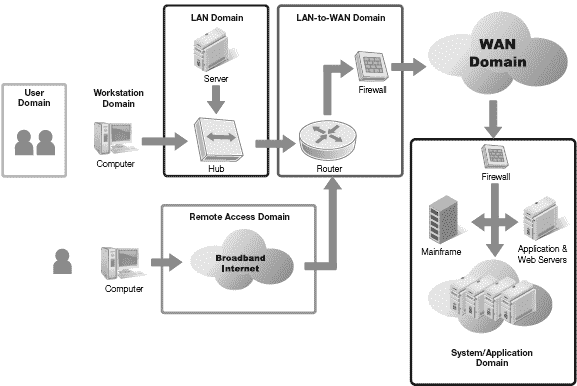 LAN Domain
LAN-to-WAN Domain
WAN
Domain
Server
Firewall
User
Domain
Workstation
Domain
Computer
Hub
Router
Firewall
Remote Access Domain
Mainframe
Application &
Web Servers
Broadband
Internet
Computer
System/Application
Domain